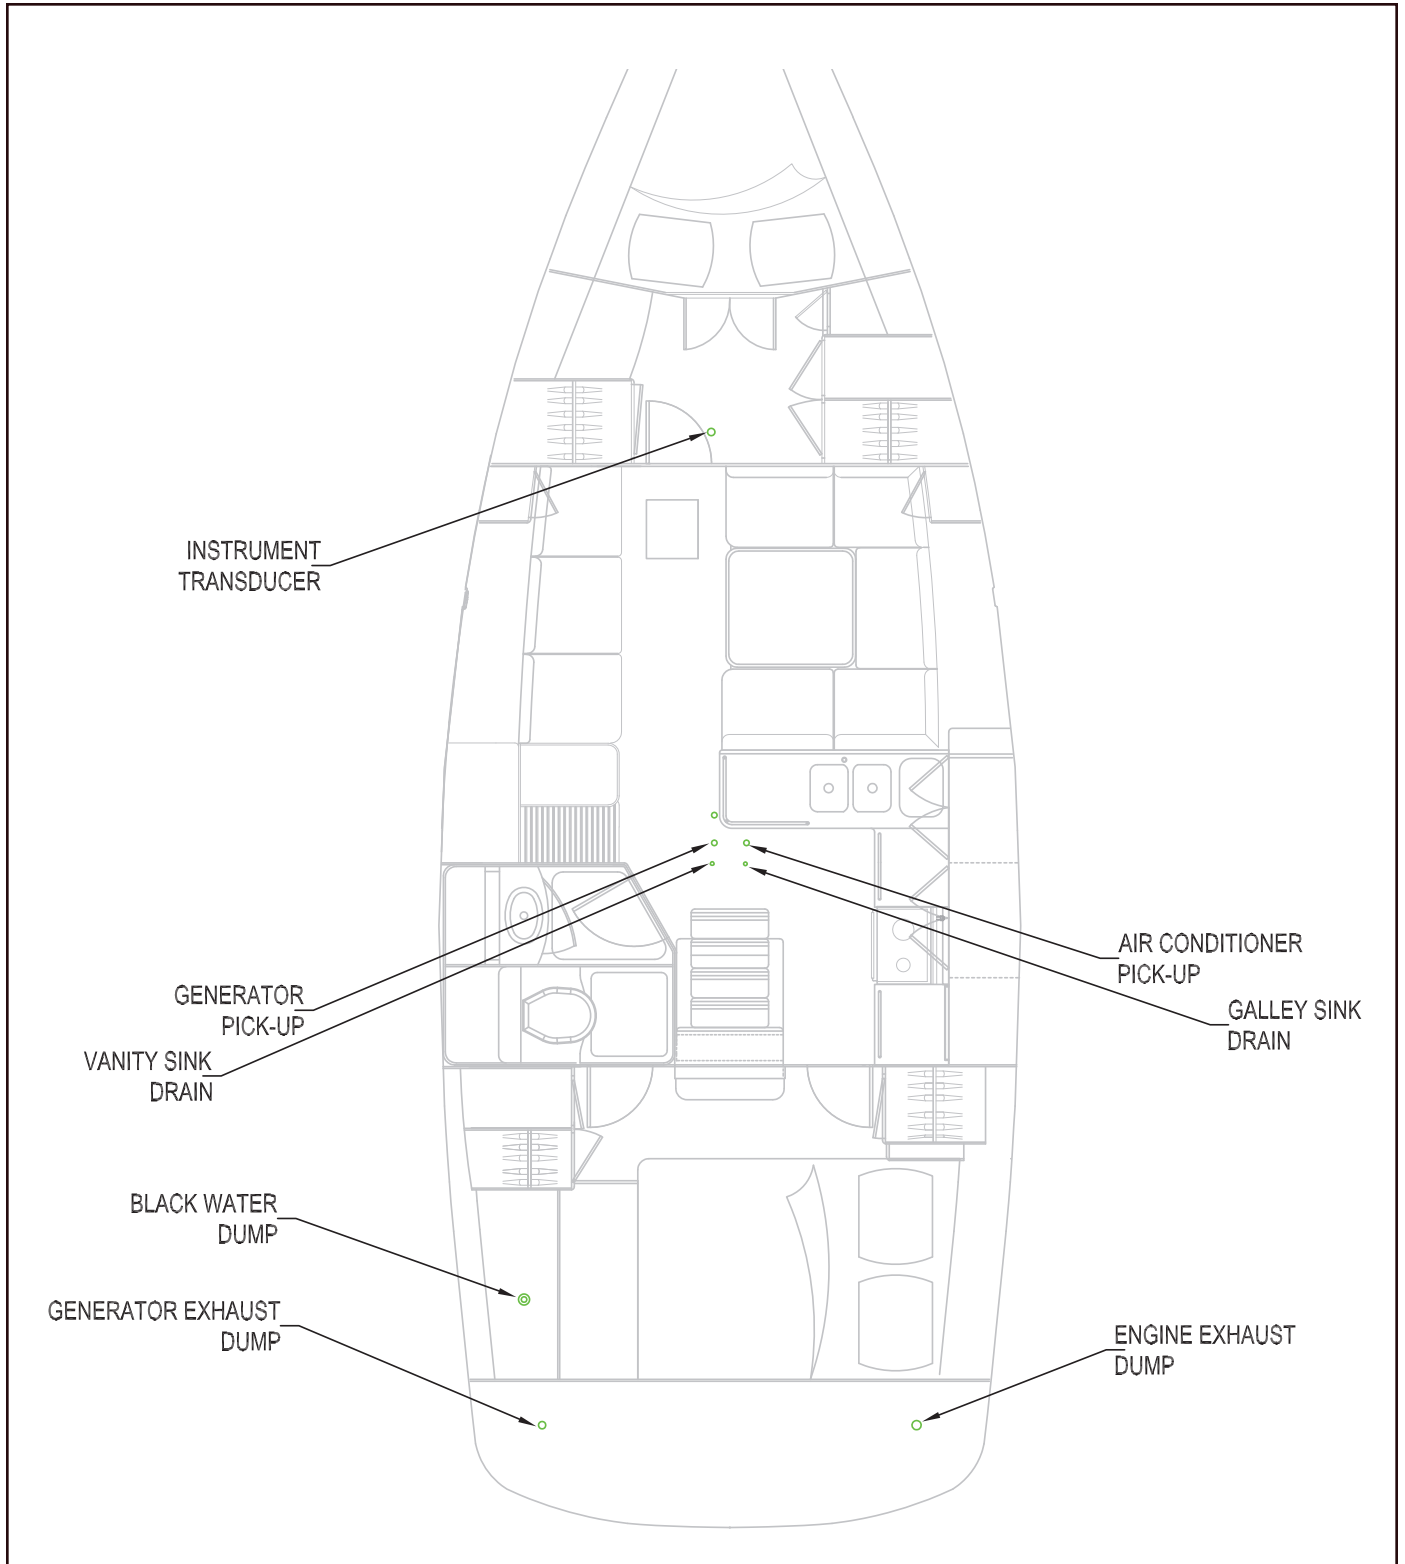 INSTRUMENT
TRANSDUCER
AIR CONDITIONER
PICK-UP
GENERATOR
PICK-UP
GALLEY SINK
DRAIN
VANITY SINK
DRAIN
BLACK WATER
DUMP
GENERATOR EXHAUST
DUMP
ENGINE EXHAUST
DUMP